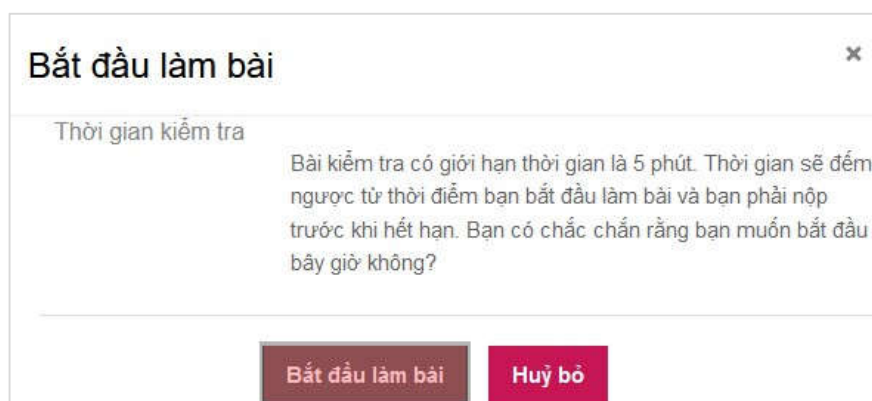 Bắt đầu làm bài
×
Thời gian kiểm tra
Bài kiểm tra có giới hạn thời gian là 5 phút. Thời gian sẽ đếm
ngược từ thời điểm bạn bắt đầu làm bài và bạn phải nộp
trước khi hết hạn. Bạn có chắc chắn rằng bạn muốn bắt đầu
bây giờ không?
Bắt đầu làm bài
Huỷ bỏ